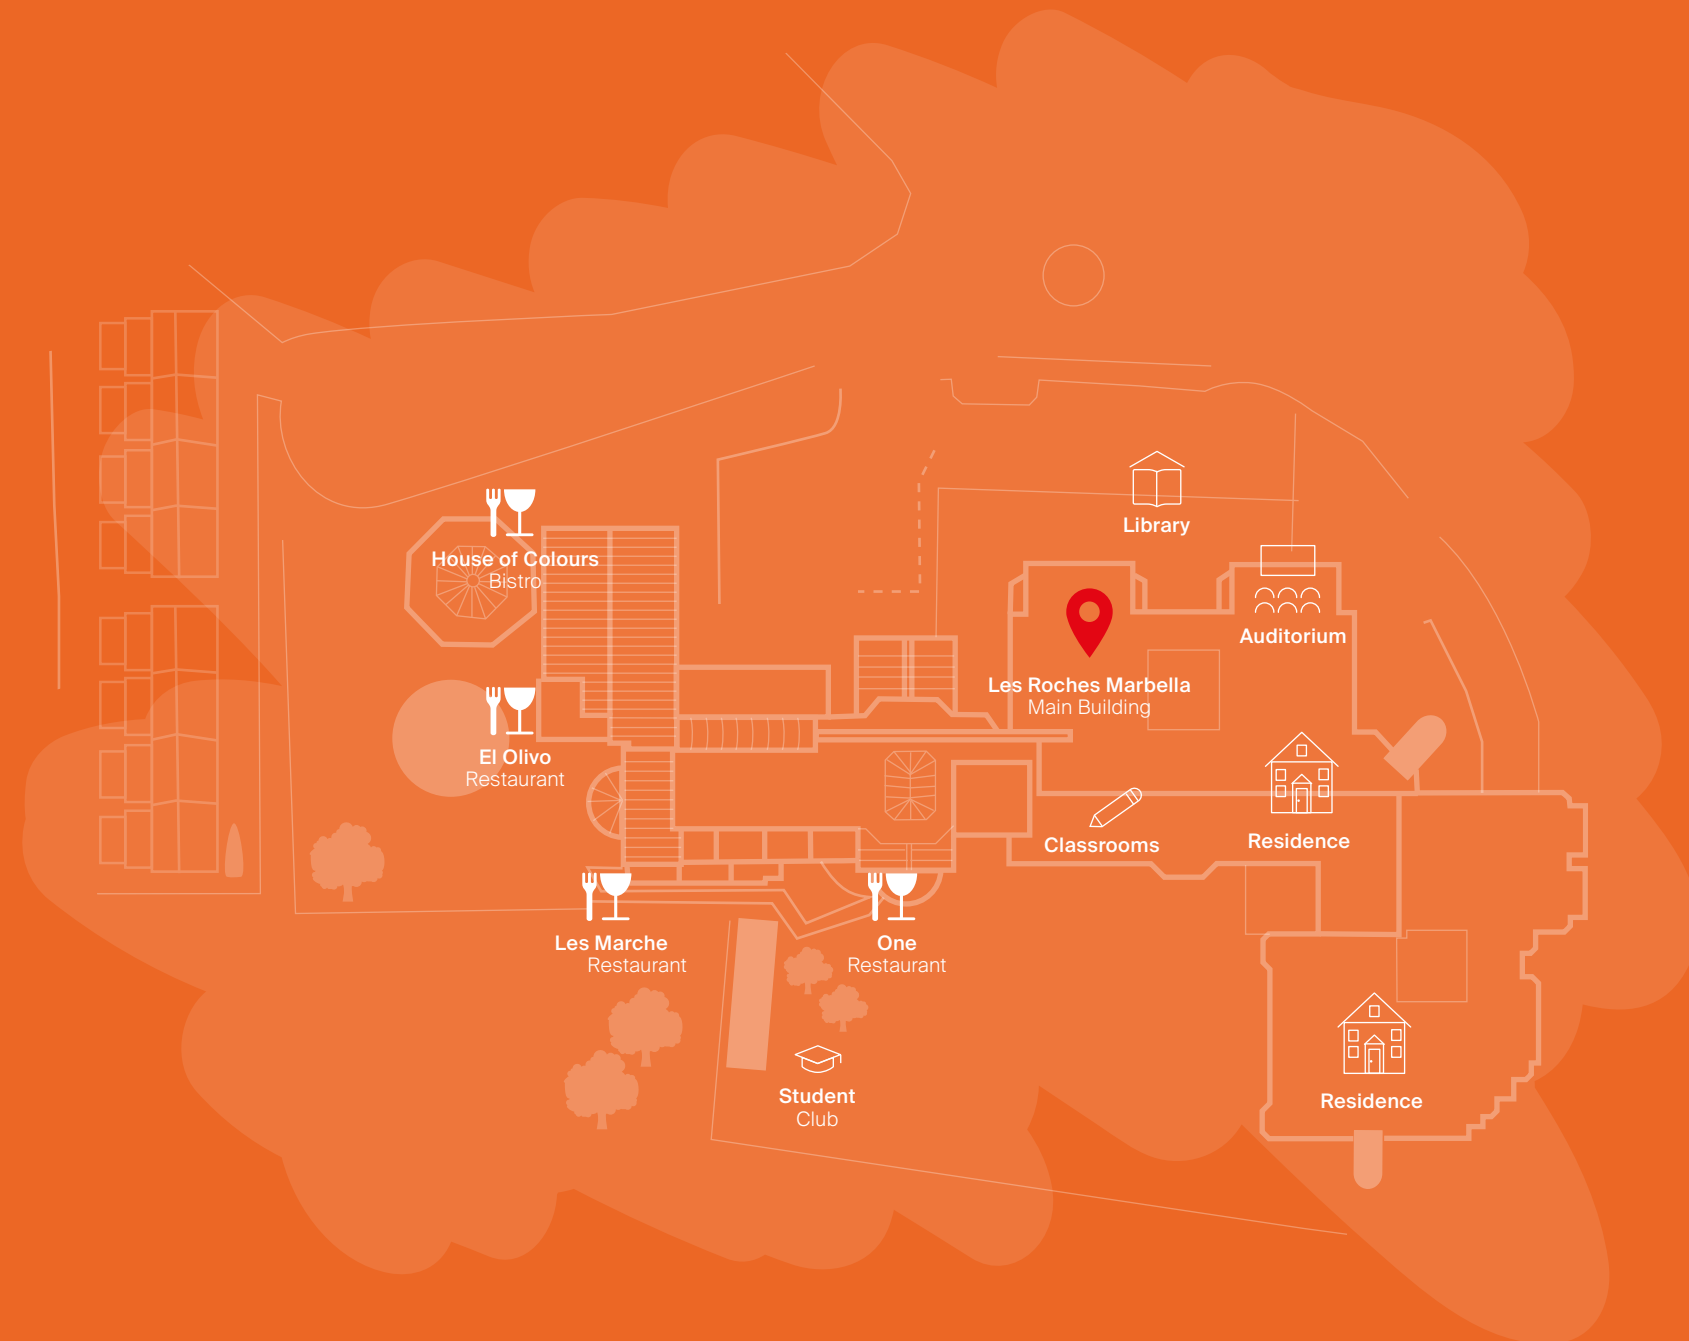 Library
House of Colours
Bistro
Auditorium
Les Roches Marbella
Main Building
El Olivo
Restaurant
Classrooms
Residence
Les Marche
Restaurant
One
Restaurant
Student
Club
Residence